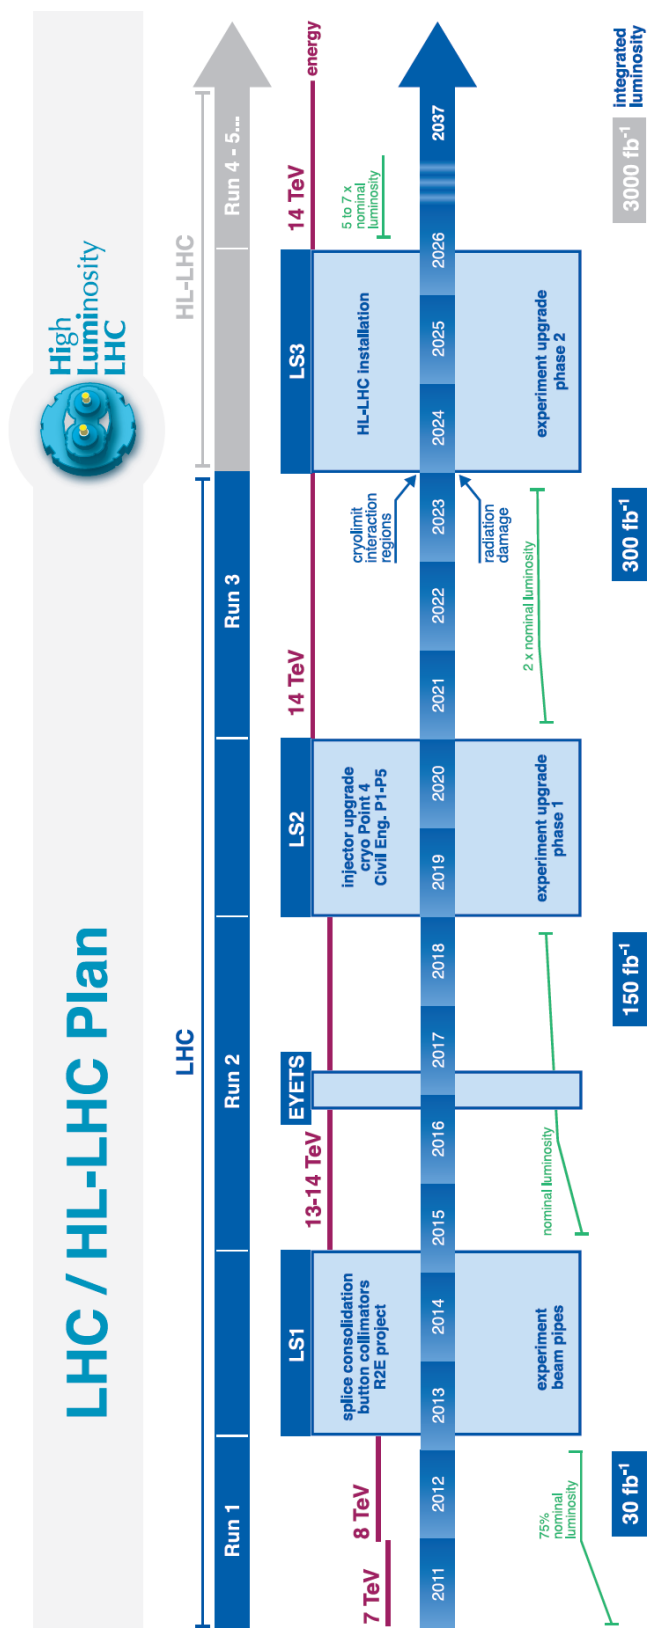 LHC / HL-LHC Plan
High
Luminosity
LHC
LHC
HL-LHC
Run 1
Run 2
Run 3
Run 4 - 5...
LS1
EYETS
LS2
LS3
energy
7 TeV
8 TeV
13-14 TeV
14 TeV
14 TeV
splice consolidation
button collimators
R2E project
injector upgrade
cryo Point 4
Civil Eng. P1-P5
HL-LHC installation
cryolimit
interaction
regions
5 to 7 x
nominal
luminosity
2011
2012
2013
2014
2015
2016
2017
2018
2019
2020
2021
2022
2023
2024
2025
2026
2037
radiation
damage
75%
nominal
luminosity
experiment
beam pipes
nominal luminosity
experiment upgrade
phase 1
2 x nominal luminosity
experiment upgrade
phase 2
30 fb-1
150 fb-1
300 fb-1
3000 fb-1
integrated
luminosity